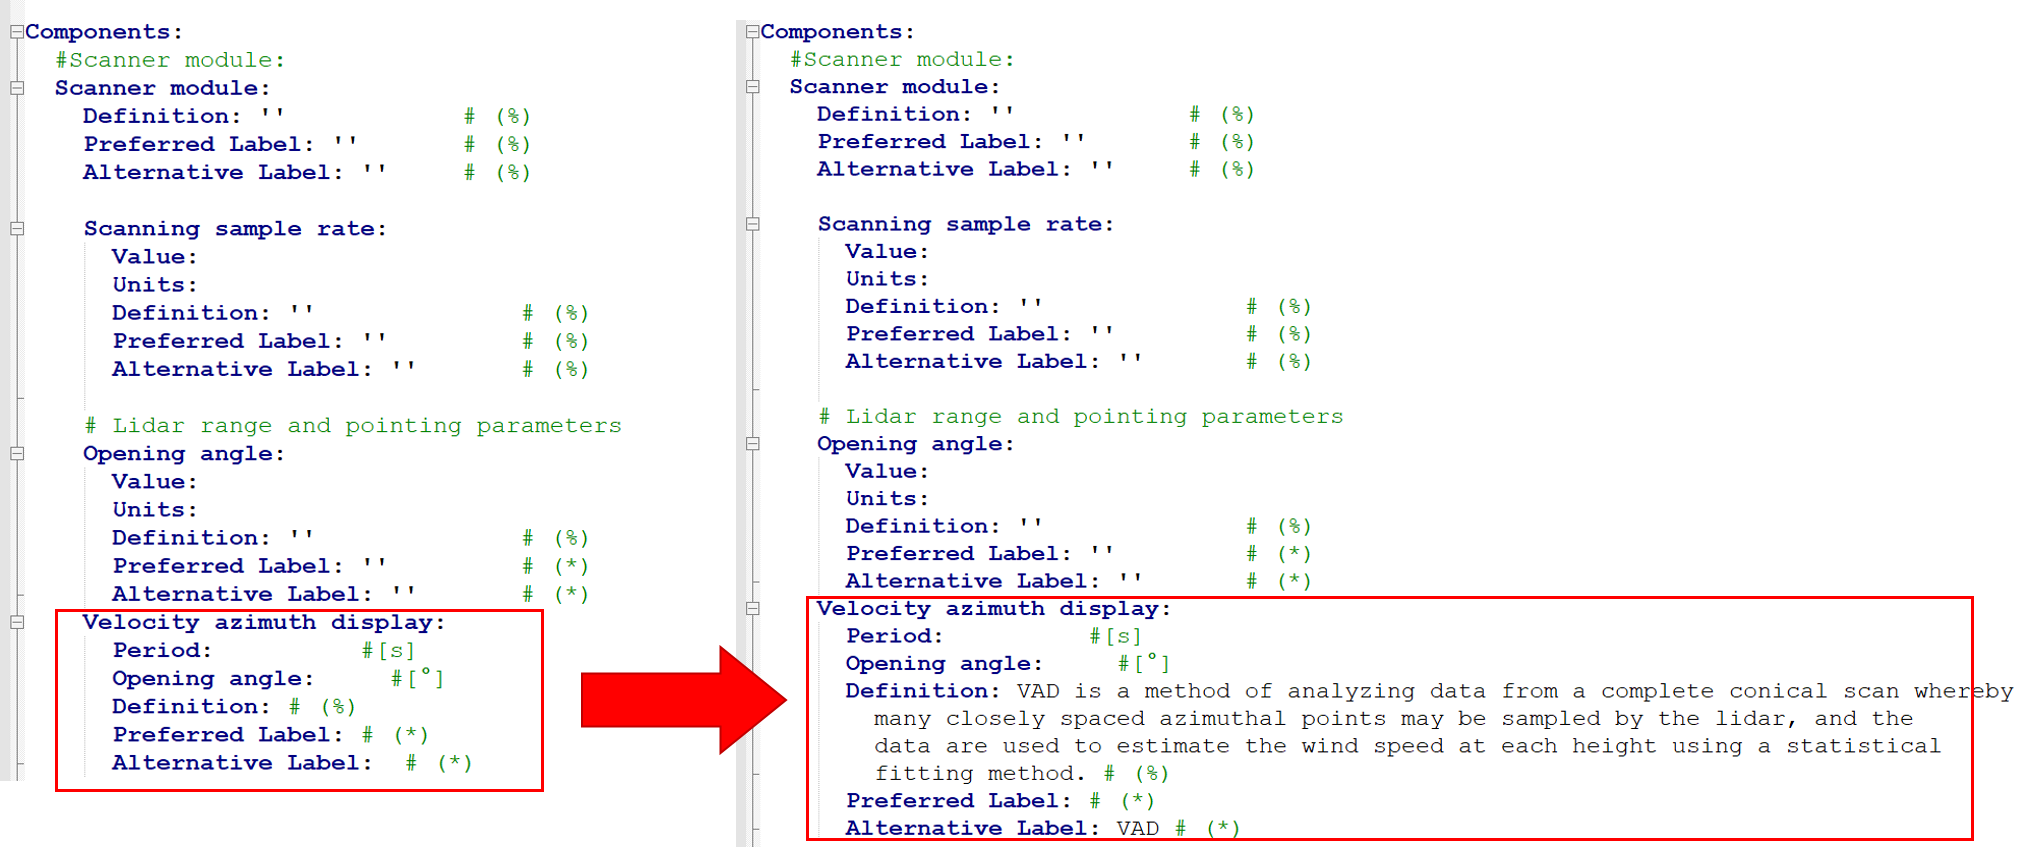 Components:
#Scanner module:
Scanner module:
Definition: '' # (%)
Preferred Label: '' # (%)
Alternative Label: '' # (%)
Scanning sample rate:
Value:
Units:
Definition: '' # (%)
Preferred Label: '' # (%)
Alternative Label: '' # (%)
# Lidar range and pointing parameters
Opening angle:
Value:
Units:
Definition: '' # (%)
Preferred Label: '' # (*)
Alternative Label: '' # (*)
Velocity azimuth display:
Period: #[s]
Opening angle: #[°]
Definition: # (%)
Preferred Label: # (*)
Alternative Label: # (*)
Components:
#Scanner module:
Scanner module:
Definition: '' # (%)
Preferred Label: '' # (%)
Alternative Label: '' # (%)
Scanning sample rate:
Value:
Units:
Definition: '' # (%)
Preferred Label: '' # (%)
Alternative Label: '' # (%)
# Lidar range and pointing parameters
Opening angle:
Value:
Units:
Definition: '' # (%)
Preferred Label: '' # (*)
Alternative Label: '' # (*)
Velocity azimuth display:
Period: #[s]
Opening angle: #[°]
Definition: VAD is a method of analyzing data from a complete conical scan whereby
many closely spaced azimuthal points may be sampled by the lidar, and the
data are used to estimate the wind speed at each height using a statistical
fitting method. # (%)
Preferred Label: # (*)
Alternative Label: VAD # (*)